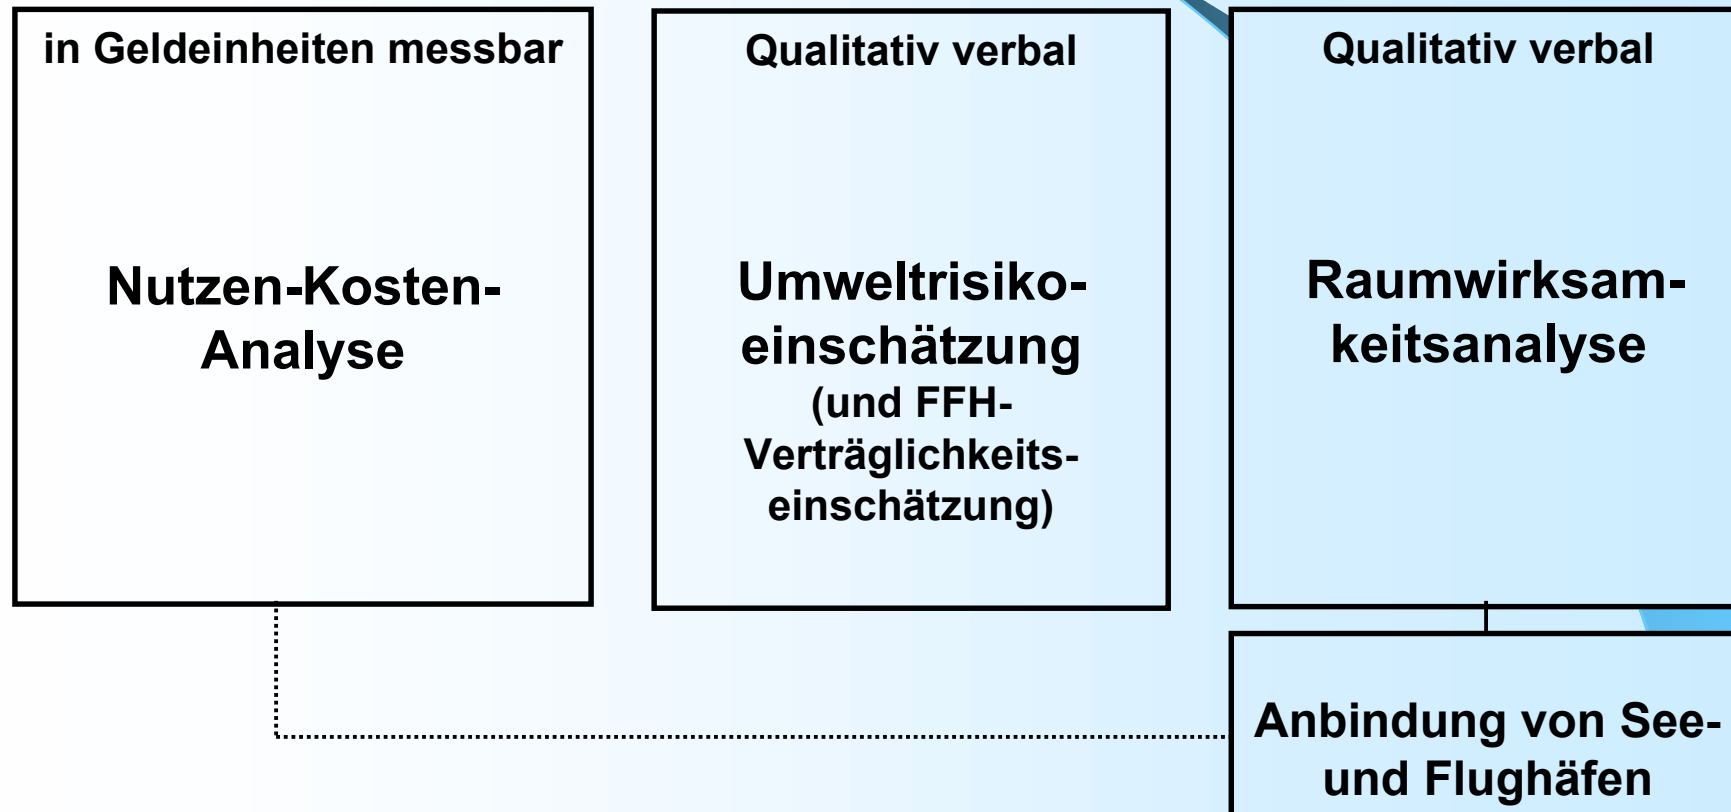 in Geldeinheiten messbar
Nutzen-Kosten-
Analyse
Qualitativ verbal
Umweltrisiko-
einschätzung
(und FFH-
Verträglichkeits-
einschätzung)
Qualitativ verbal
Raumwirksam-
keitsanalyse
Anbindung von See-
und Flughäfen